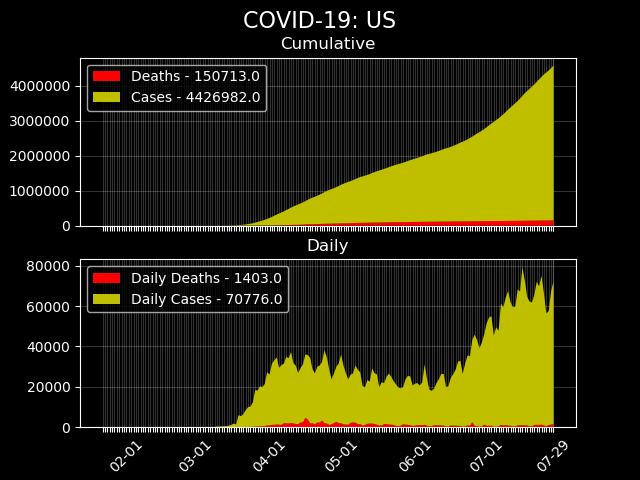 COVID-19: US
Cumulative
Deaths - 150713.0
Cases - 4426982.0
4000000
3000000
2000000
1000000
0
Daily
Daily Deaths - 1403.0
Daily Cases - 70776.0
80000
60000
40000
20000
0
02-01 03-01 04-01 05-01 06-01 07-01 07-29